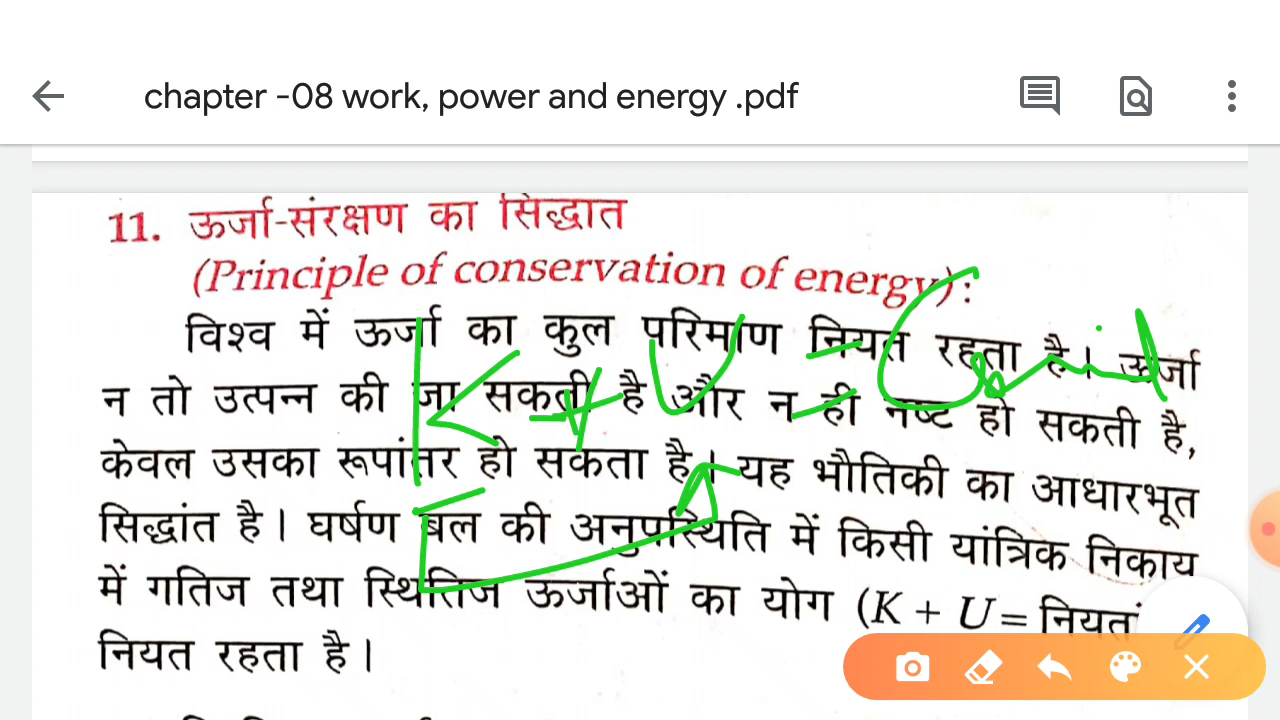 chapter -08 work, power and energy .pdf
11. ऊर्जा-संरक्षण का सिद्धात
(Principle of conservation of energy):
विश्व में ऊर्जा का कुल परिमाण नियत रहता है। ऊर्जा
न तो उत्पन्न की जा सकती है और न ही नष्ट हो सकती है,
केवल उसका रूपांतर हो सकता है। यह भौतिकी का आधारभूत
सिद्धांत है। घर्षण बल की अनुपस्थिति में किसी यांत्रिक निकाय
में गतिज तथा स्थितिज ऊर्जाओं का योग (K + U = नियतां
नियत रहता है।
K + U =